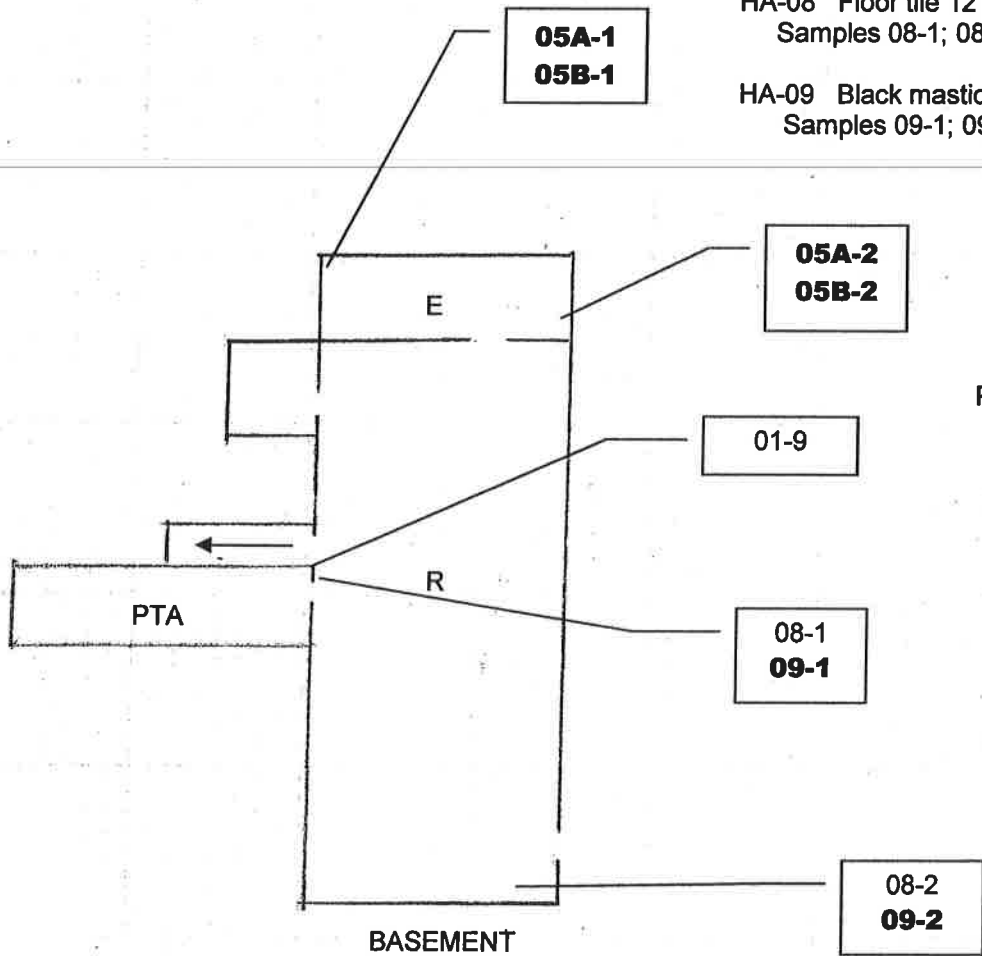 HA-08 Floor tile 12
Samples 08-1; 08
HA-09 Black mastic
Samples 09-1; 09
05A-1
05B-1
05A-2
05B-2
E
01-9
R
PTA
08-1
09-1
08-2
09-2
BASEMENT